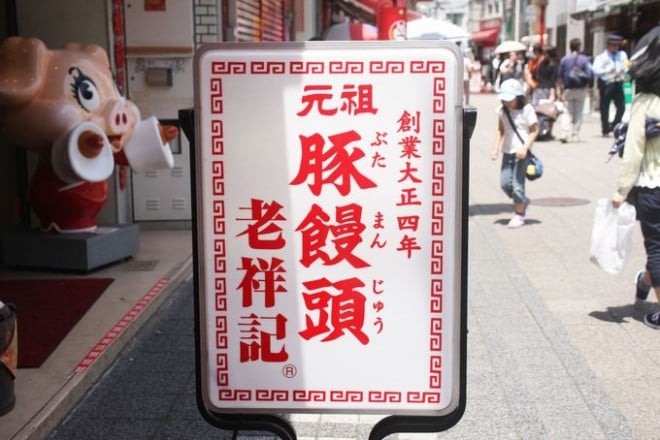 創業大正四年
元祖
豚饅頭
ぶたまんじゅう
老祥記
®